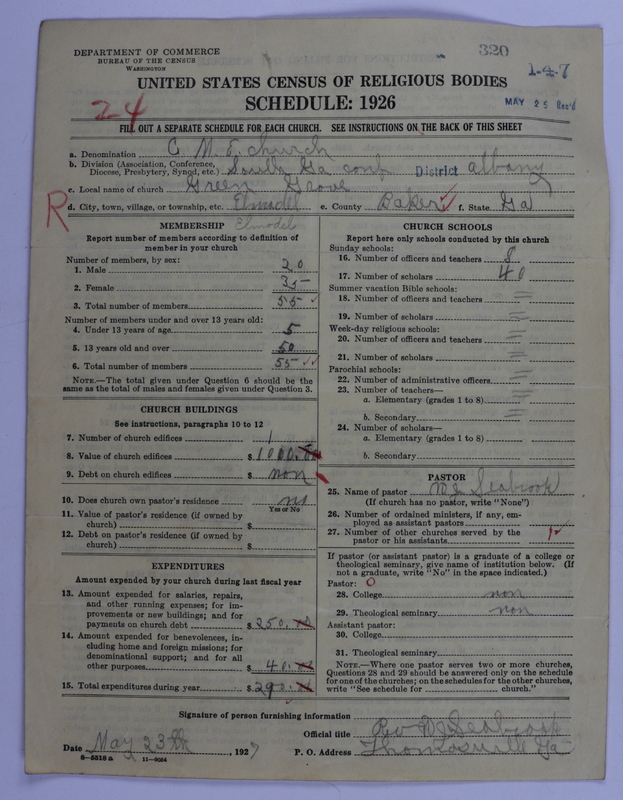 320
1-4-7
DEPARTMENT OF COMMERCE
BUREAU OF THE CENSUS
WASHINGTON
UNITED STATES CENSUS OF RELIGIOUS BODIES
SCHEDULE: 1926
MAY 25 Rec'd
24
FILL OUT A SEPARATE SCHEDULE FOR EACH CHURCH. SEE INSTRUCTIONS ON THE BACK OF THIS SHEET
a. Denomination C M E church
b. Division (Association, Conference, Diocese, Presbytery, Synod, etc.) South Ga conf District albany
c. Local name of church Green Grove
R
d. City, town, village, or township, etc. Elmodel e. County Baker f. State Ga
Elmodel
MEMBERSHIP
Report number of members according to definition of member in your church
Number of members, by sex:
1. Male 20
2. Female 35
3. Total number of members 55
Number of members under and over 13 years old:
4. Under 13 years of age 5
5. 13 years old and over 50
6. Total number of members 55
NOTE.—The total given under Question 6 should be the same as the total of males and females given under Question 3.
CHURCH BUILDINGS
See instructions, paragraphs 10 to 12
7. Number of church edifices 1
8. Value of church edifices $ 1000.
9. Debt on church edifices $ non
10. Does church own pastor's residence no
Yes or No
11. Value of pastor's residence (if owned by church) $
12. Debt on pastor's residence (if owned by church) $
EXPENDITURES
Amount expended by your church during last fiscal year
13. Amount expended for salaries, repairs, and other running expenses; for improvements or new buildings; and for payments on church debt $ 250.
14. Amount expended for benevolences, including home and foreign missions; for denominational support; and for all other purposes $ 40.
15. Total expenditures during year $ 290.
CHURCH SCHOOLS
Report here only schools conducted by this church
Sunday schools:
16. Number of officers and teachers 8
17. Number of scholars 40
Summer vacation Bible schools:
18. Number of officers and teachers
19. Number of scholars
Week-day religious schools:
20. Number of officers and teachers
21. Number of scholars
Parochial schools:
22. Number of administrative officers
23. Number of teachers—
a. Elementary (grades 1 to 8)
b. Secondary
24. Number of scholars—
a. Elementary (grades 1 to 8)
b. Secondary
PASTOR
25. Name of pastor Seabrook
(If church has no pastor, write "None")
26. Number of ordained ministers, if any, employed as assistant pastors
27. Number of other churches served by the pastor or his assistants 1
If pastor (or assistant pastor) is a graduate of a college or theological seminary, give name of institution below. (If not a graduate, write "No" in the space indicated.)
Pastor: 0
28. College non
29. Theological seminary non
Assistant pastor:
30. College
31. Theological seminary
NOTE.—Where one pastor serves two or more churches, Questions 28 and 29 should be answered only on the schedule for one of the churches; on the schedules for the other churches, write "See schedule for church."
Signature of person furnishing information
Official title Rev Seabrook
Date May 23th, 1927 P. O. Address Thomasville Ga
8—5818 a 11—9054